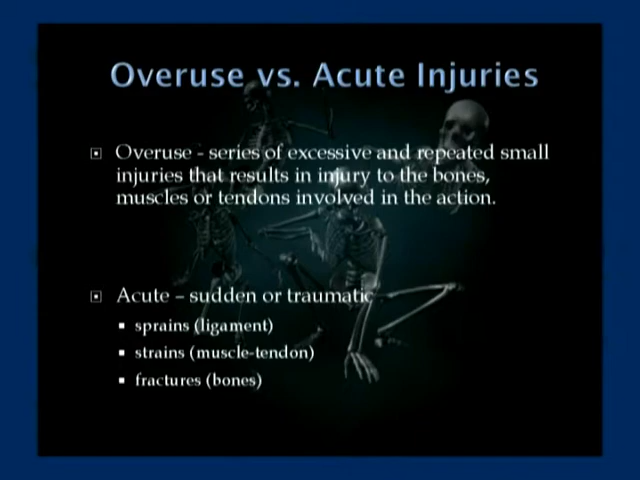 Overuse vs. Acute Injuries
Overuse - series of excessive and repeated small
injuries that results in injury to the bones,
muscles or tendons involved in the action.
Acute – sudden or traumatic
sprains (ligament)
strains (muscle-tendon)
fractures (bones)